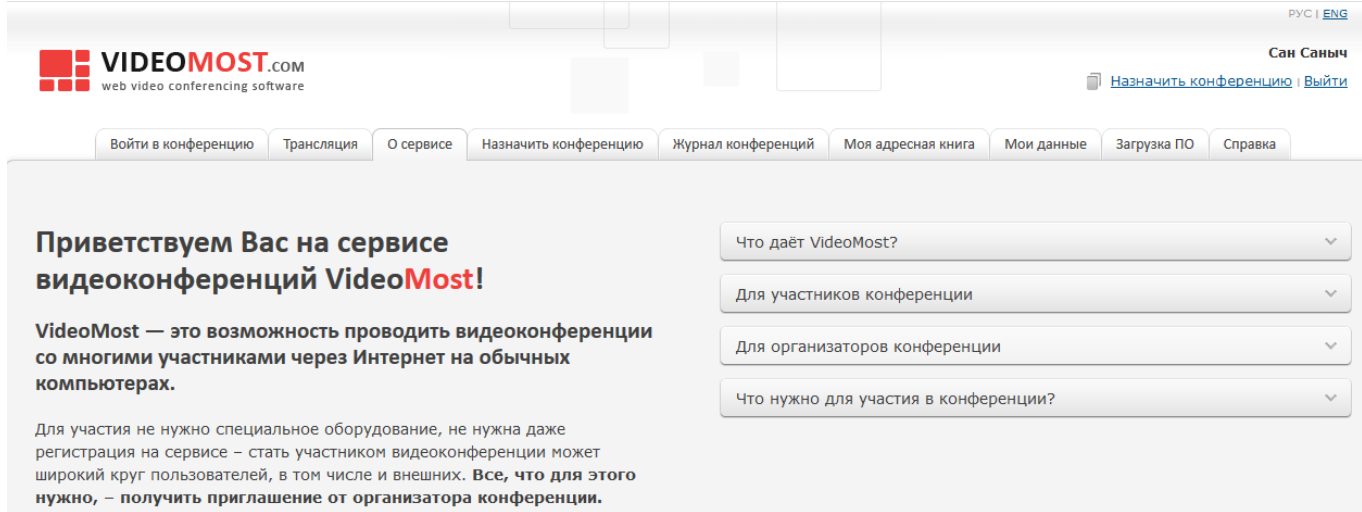 РУС | ENG
VIDEOMOST.COM
web video conferencing software
Сан Саныч
Назначить конференцию | Выйти
Войти в конференцию Трансляция О сервисе Назначить конференцию Журнал конференций Моя адресная книга Мои данные Загрузка ПО Справка
Приветствуем Вас на сервисе
видеоконференций VideoMost!
VideoMost — это возможность проводить видеоконференции
со многими участниками через Интернет на обычных
компьютерах.
Для участия не нужно специальное оборудование, не нужна даже
регистрация на сервисе – стать участником видеоконференции может
широкий круг пользователей, в том числе и внешних. Все, что для этого
нужно, – получить приглашение от организатора конференции.
Что даёт VideoMost?
Для участников конференции
Для организаторов конференции
Что нужно для участия в конференции?